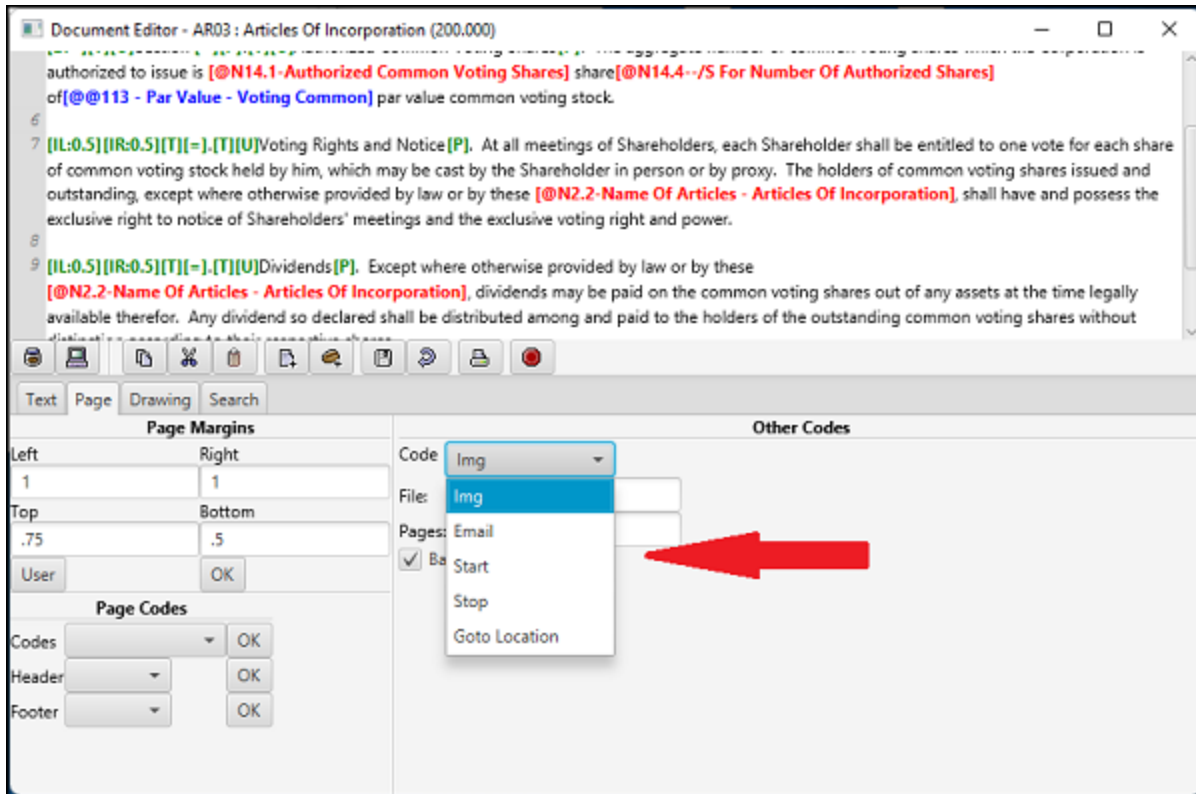 Document Editor - AR03 : Articles Of Incorporation (200.000)
authorized to issue is [@N14.1-Authorized Common Voting Shares] share[@N14.4--/S For Number Of Authorized Shares]
of[@@113 - Par Value - Voting Common] par value common voting stock.
6
7 [IL:0.5][IR:0.5][T][=].[T][U]Voting Rights and Notice[P].  At all meetings of Shareholders, each Shareholder shall be entitled to one vote for each share
of common voting stock held by him, which may be cast by the Shareholder in person or by proxy.  The holders of common voting shares issued and
outstanding, except where otherwise provided by law or by these [@N2.2-Name Of Articles - Articles Of Incorporation], shall have and possess the
exclusive right to notice of Shareholders' meetings and the exclusive voting right and power.
8
9 [IL:0.5][IR:0.5][T][=].[T][U]Dividends[P].  Except where otherwise provided by law or by these
[@N2.2-Name Of Articles - Articles Of Incorporation], dividends may be paid on the common voting shares out of any assets at the time legally
available therefor.  Any dividend so declared shall be distributed among and paid to the holders of the outstanding common voting shares without
Text Page Drawing Search
Page Margins
Left Right
1 1
Top Bottom
.75 .5
User OK
Page Codes
Codes OK
Header OK
Footer OK
Other Codes
Code Img
File:
Pages:
Ba
Img
Email
Start
Stop
Goto Location